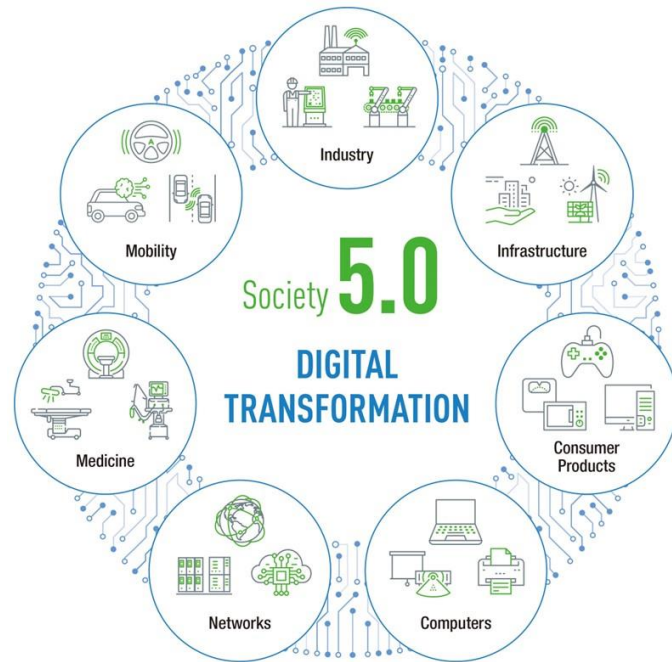 Industry
Mobility
Infrastructure
Society 5.0
DIGITAL
TRANSFORMATION
Medicine
Consumer
Products
Networks
Computers